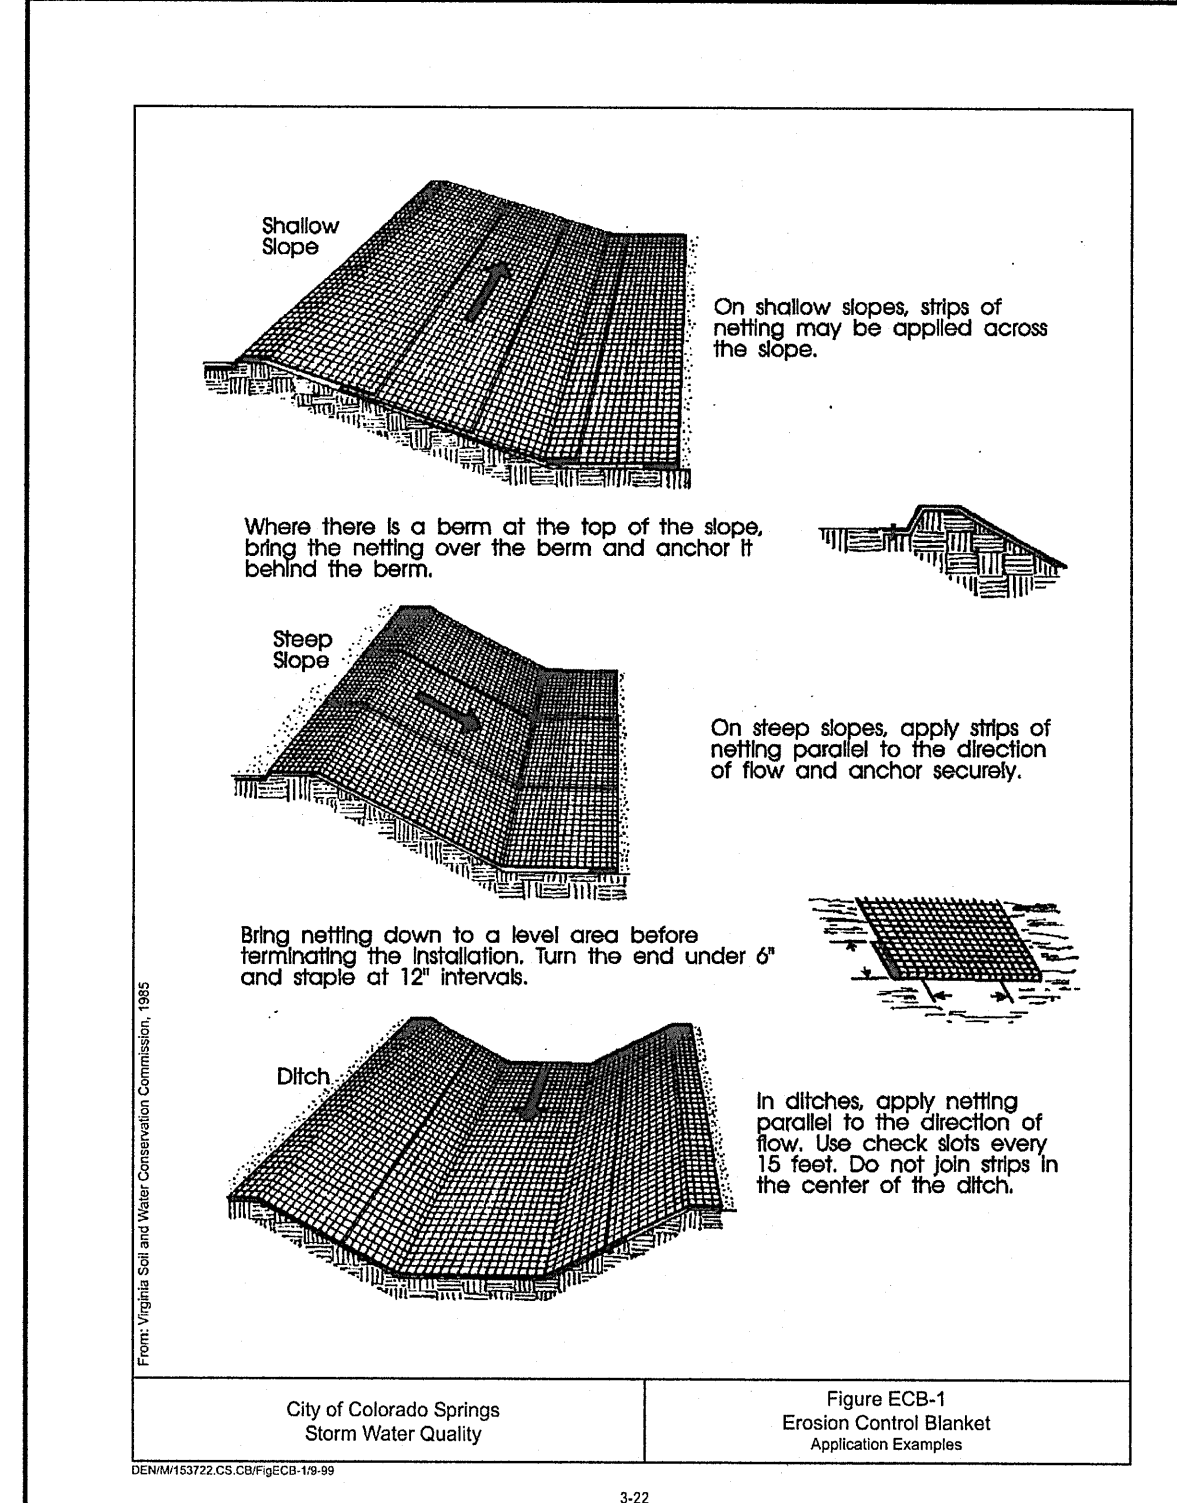 Shallow
Slope
On shallow slopes, strips of
netting may be applied across
the slope.
Where there is a berm at the top of the slope,
bring the netting over the berm and anchor it
behind the berm.
Steep
Slope
On steep slopes, apply strips of
netting parallel to the direction
of flow and anchor securely.
Bring netting down to a level area before
terminating the installation. Turn the end under 6"
and staple at 12" intervals.
Ditch
In ditches, apply netting
parallel to the direction of
flow. Use check slots every
15 feet. Do not join strips in
the center of the ditch.
From: Virginia Soil and Water Conservation Commission, 1985
City of Colorado Springs
Storm Water Quality
Figure ECB-1
Erosion Control Blanket
Application Examples
DEN/M/153722.CS.CB/FigECB-1/9-99
3-22